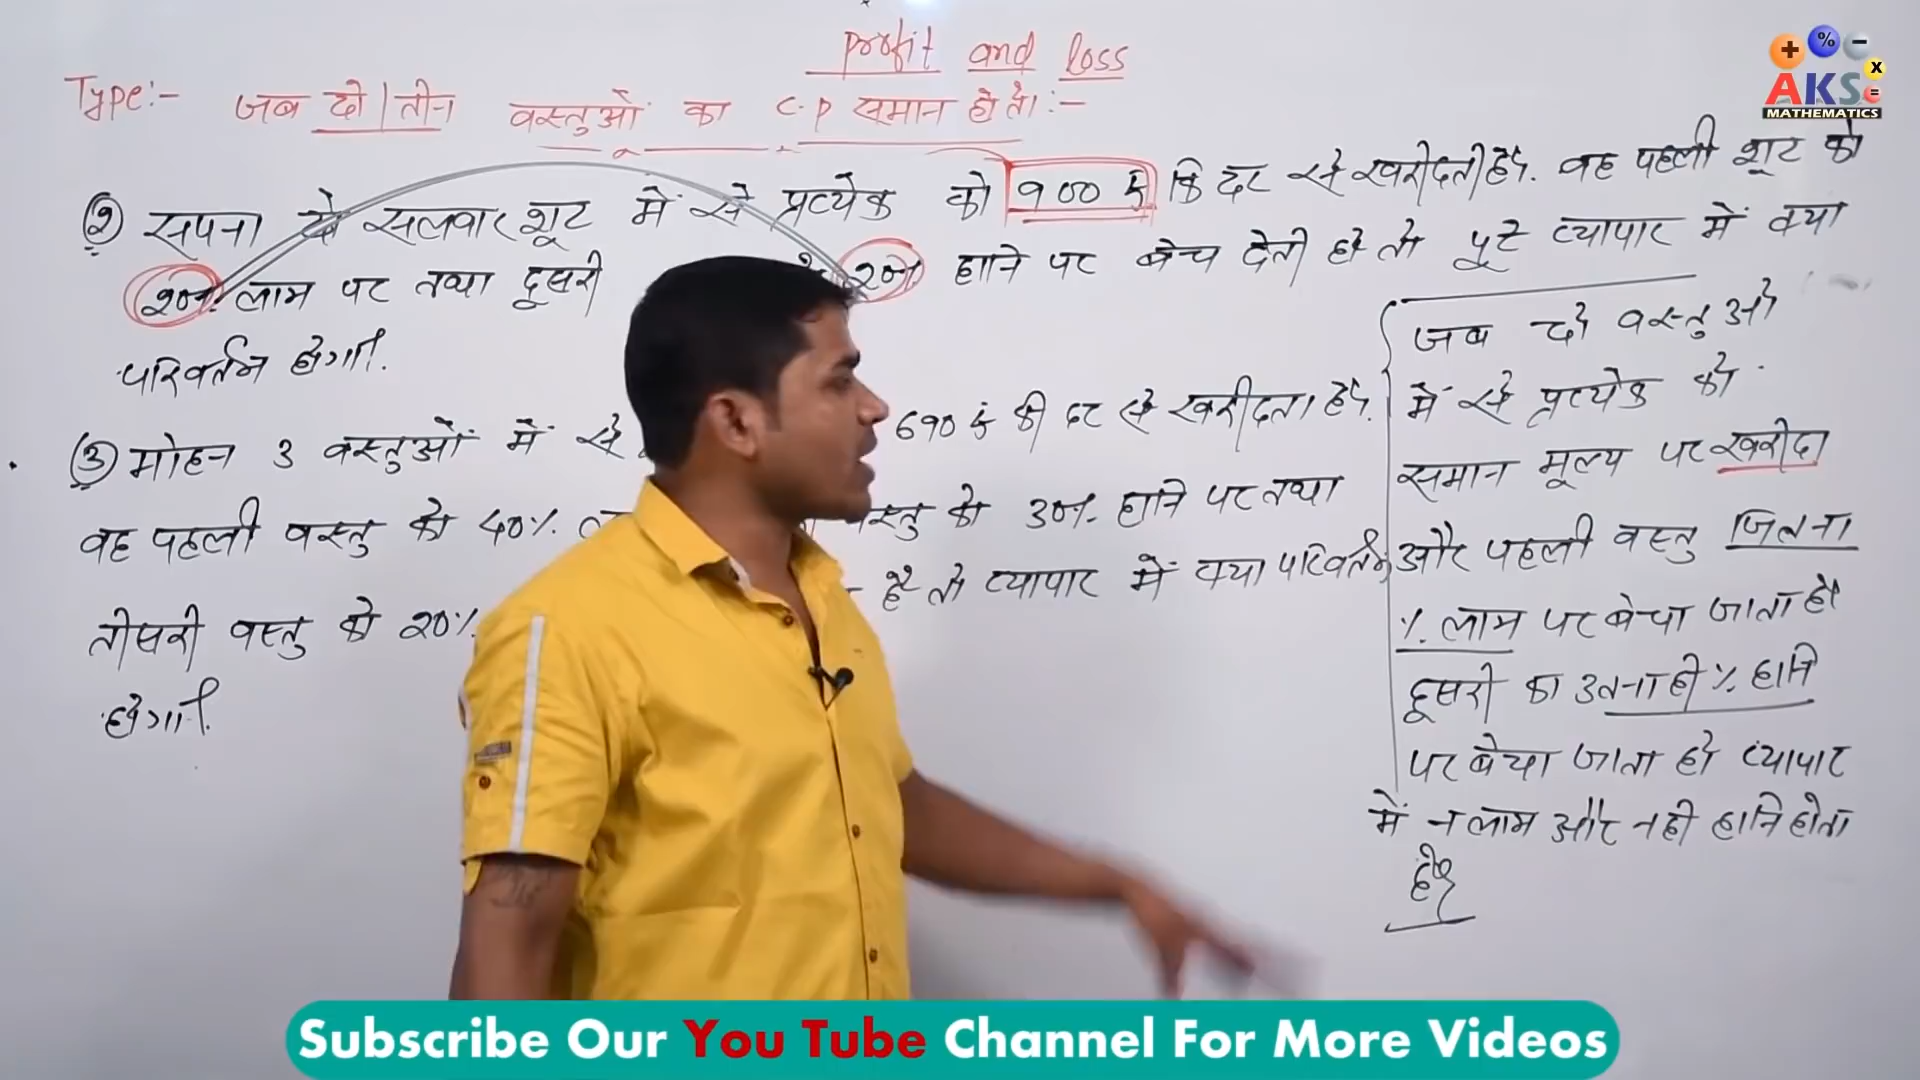 profit and loss
Type:- जब दो/तीन वस्तुओं का C.P समान हो तो:-
AKS
MATHEMATICS
② सपना दो सलवार शूट में से प्रत्येक को 900 रु कि दर से खरीदती है। वह पहली शूट को
20% लाभ पर तथा दूसरी 20% हानि पर बेच देती हो तो पूरे व्यापार में क्या
परिवर्तन होगा।
③ मोहन 3 वस्तुओं में से 690 रु की दर से खरीदता है।
वह पहली वस्तु को 40% वस्तु को 30% हानि पर तथा
तीसरी वस्तु को 20% है तो व्यापार में क्या परिवर्तन
होगा।
जब दो वस्तुओ
में से प्रत्येक को
समान मूल्य पर खरीदा
और पहली वस्तु जितना
% लाभ पर बेचा जाता हो
दूसरी का उतना ही % हानि
पर बेचा जाता हो व्यापार
में न लाभ और न ही हानि होता
है।
Subscribe Our You Tube Channel For More Videos